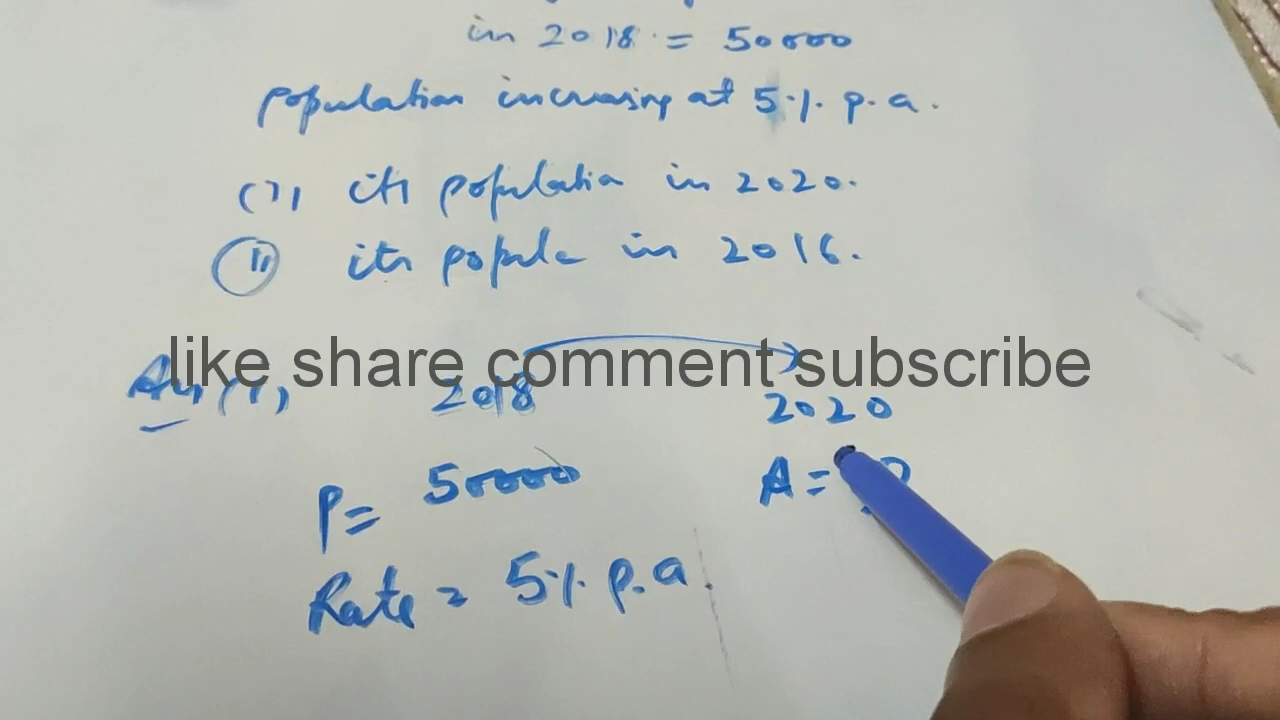 in 2018 = 50000
population increasing at 5% p.a.
(i) its population in 2020.
(ii) its popula in 2016.
like share comment subscribe
Ans (i) 2018 2020
P = 50000 A = ?
Rate = 5% p.a.